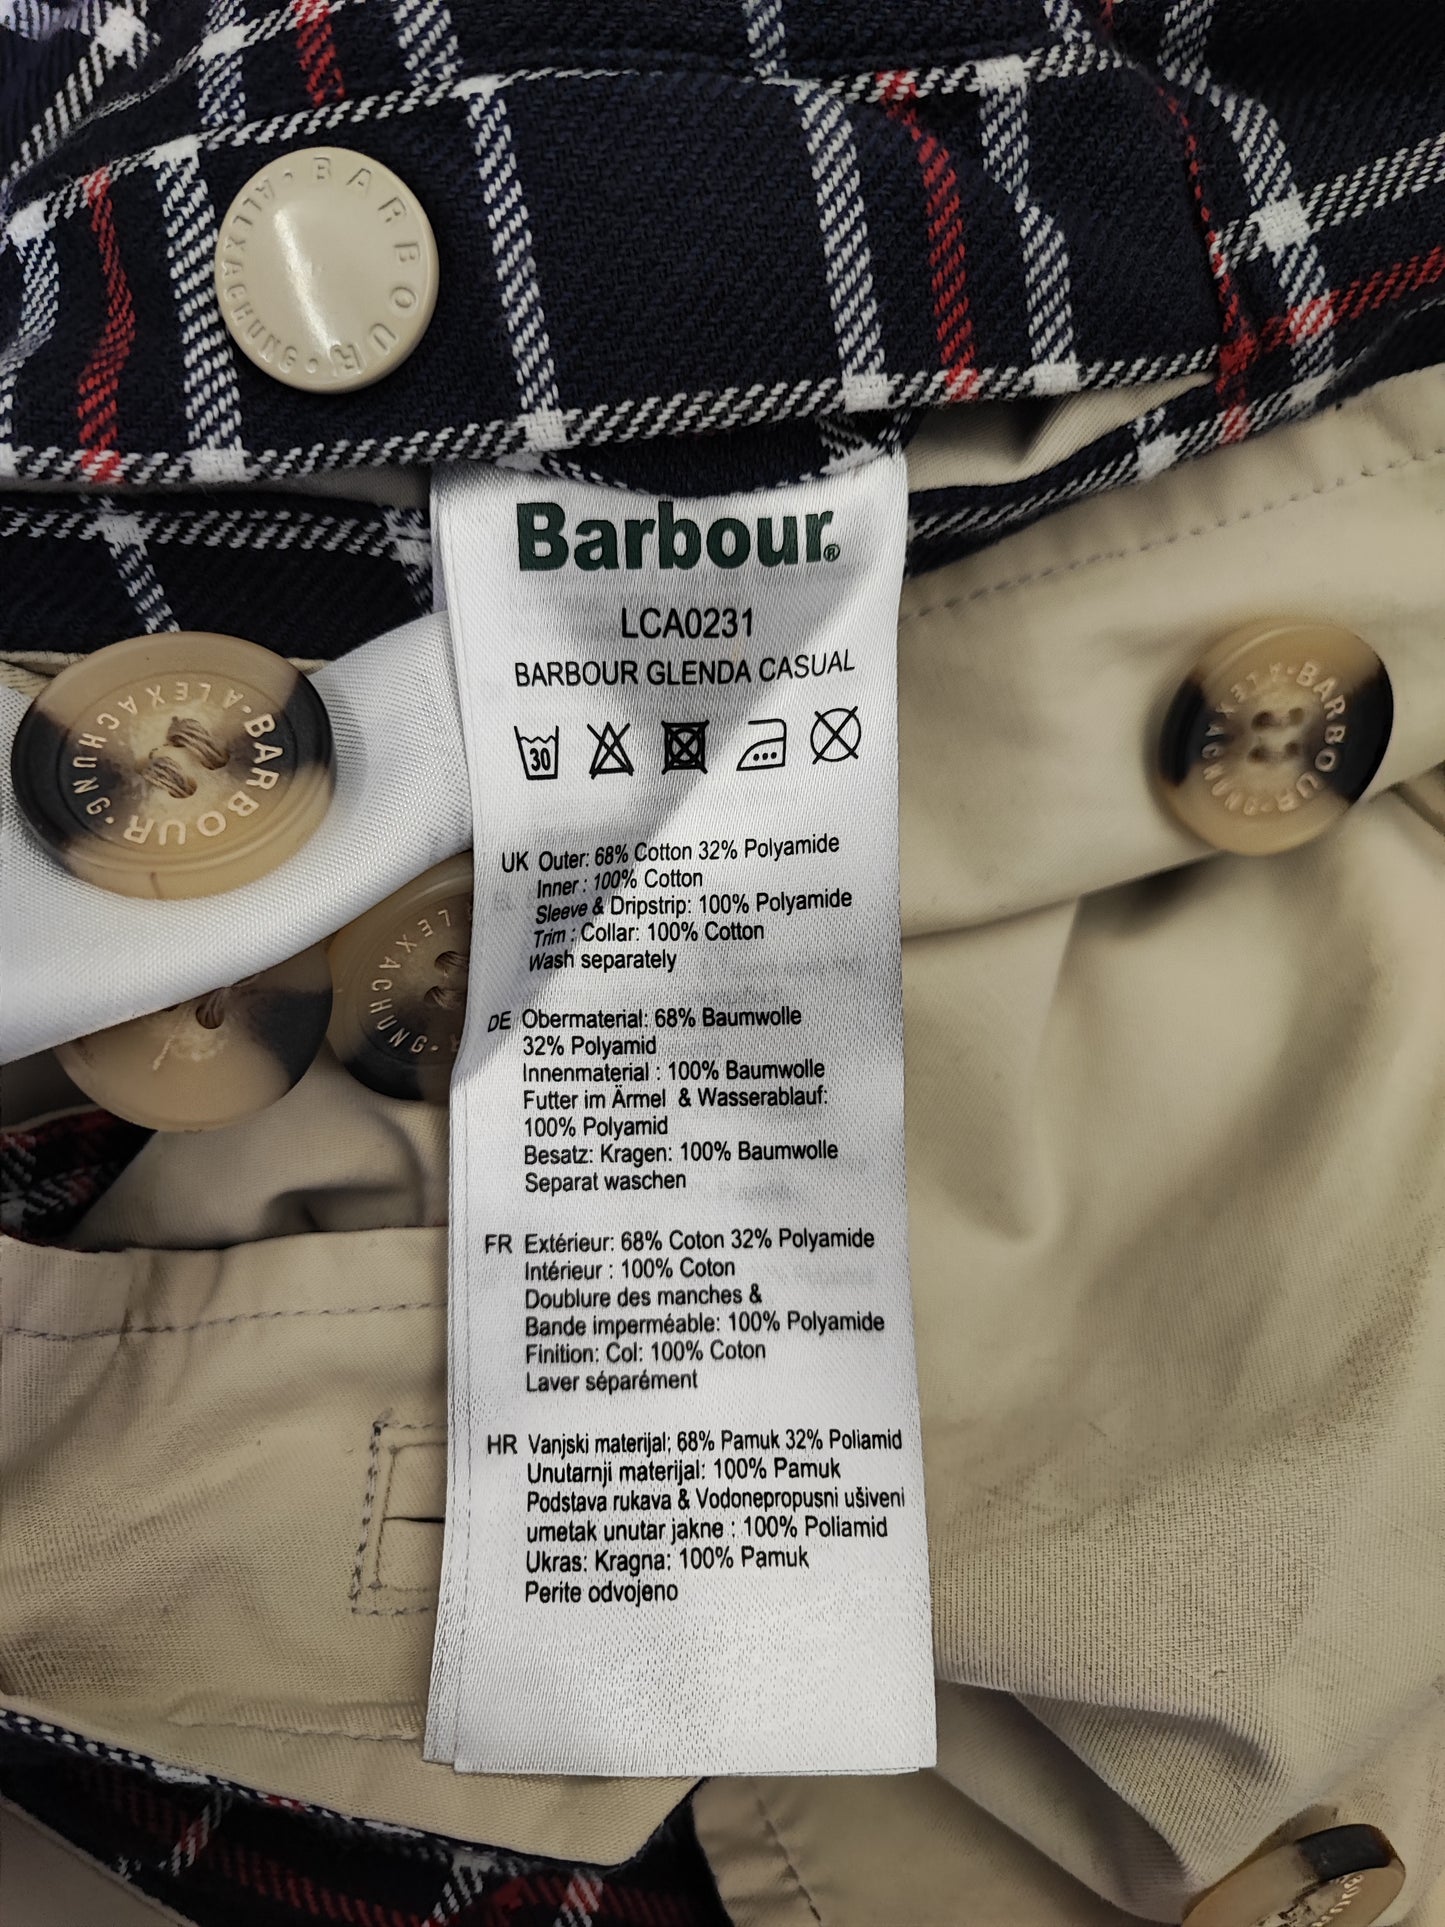 BARBOUR • ALLXACHUNG •
Barbour®
LCA0231
BARBOUR GLENDA CASUAL
30
BARBOUR • ALEXACHUNG •
BARBOUR • ALEXACHUNG •
ALEXACHUNG •
UK Outer: 68% Cotton 32% Polyamide
Inner : 100% Cotton
Sleeve & Dripstrip: 100% Polyamide
Trim : Collar: 100% Cotton
Wash separately
DE Obermaterial: 68% Baumwolle
32% Polyamid
Innenmaterial : 100% Baumwolle
Futter im Ärmel & Wasserablauf:
100% Polyamid
Besatz: Kragen: 100% Baumwolle
Separat waschen
FR Extérieur: 68% Coton 32% Polyamide
Intérieur : 100% Coton
Doublure des manches &
Bande imperméable: 100% Polyamide
Finition: Col: 100% Coton
Laver séparément
HR Vanjski materijal; 68% Pamuk 32% Poliamid
Unutarnji materijal: 100% Pamuk
Podstava rukava & Vodonepropusni ušiveni
umetak unutar jakne : 100% Poliamid
Ukras: Kragna: 100% Pamuk
Perite odvojeno